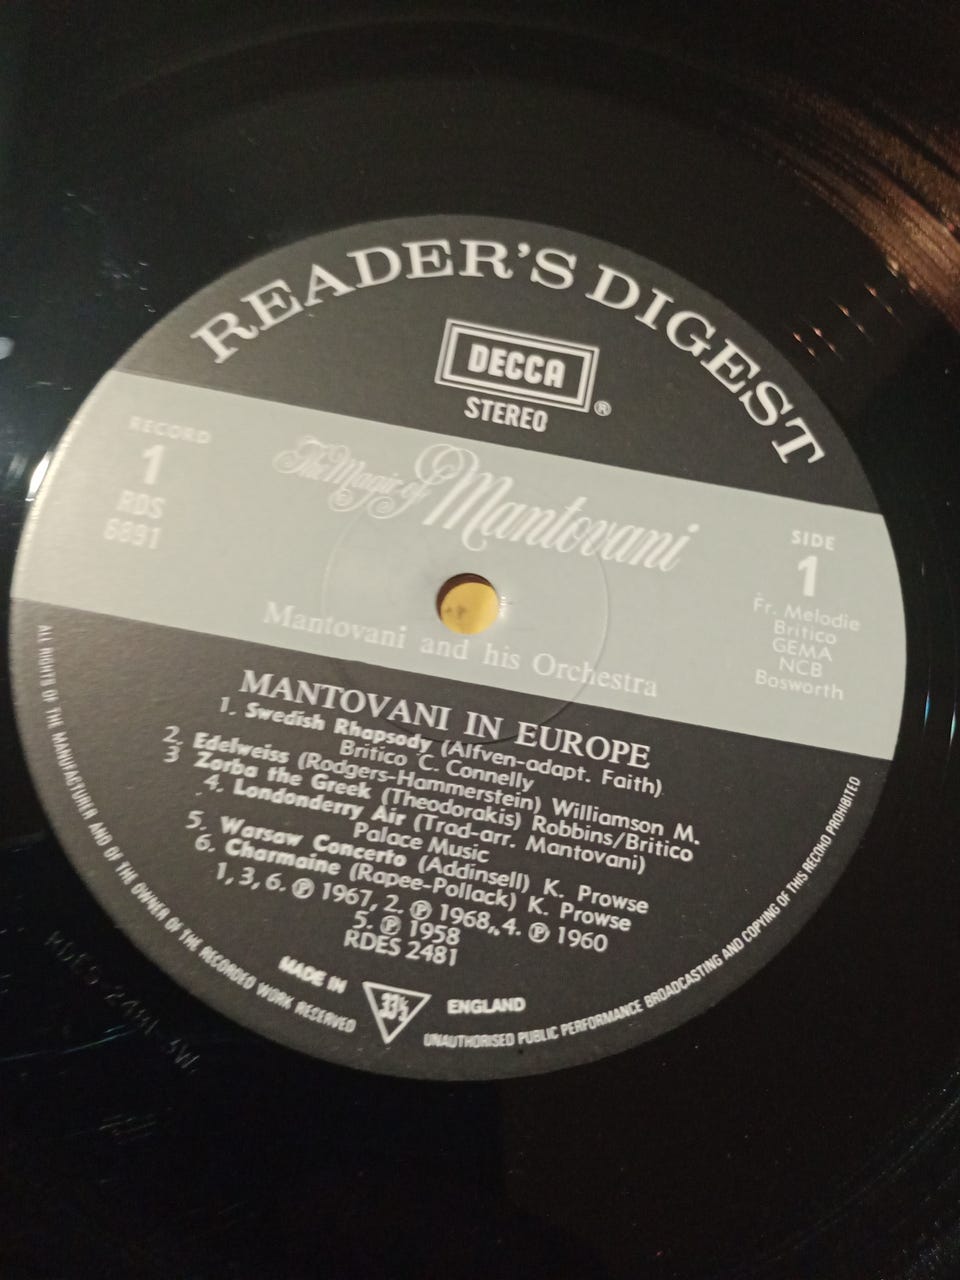 READER'S DIGEST
DECCA
STEREO
®
RECORD
1
RDS
6891
The Magic of Mantovani
SIDE
1
Fr. Melodie
Britico
GEMA
NCB
Bosworth
Mantovani and his Orchestra
MANTOVANI IN EUROPE
1. Swedish Rhapsody (Alfven-adapt. Faith)
Britico C. Connelly
2. Edelweiss (Rodgers-Hammerstein) Williamson M.
3 Zorba the Greek (Theodorakis) Robbins/Britico
4. Londonderry Air (Trad-arr. Mantovani)
Palace Music
5. Warsaw Concerto (Addinsell) K. Prowse
6. Charmaine (Rapee-Pollack) K. Prowse
1, 3, 6. ℗ 1967, 2. ℗ 1968,, 4. ℗ 1960
5. ℗ 1958
RDES 2481
MADE IN
33⅓
ENGLAND
ALL RIGHTS OF THE MANUFACTURER AND OF THE OWNER OF THE RECORDED WORK RESERVED
UNAUTHORISED PUBLIC PERFORMANCE BROADCASTING AND COPYING OF THIS RECORD PROHIBITED